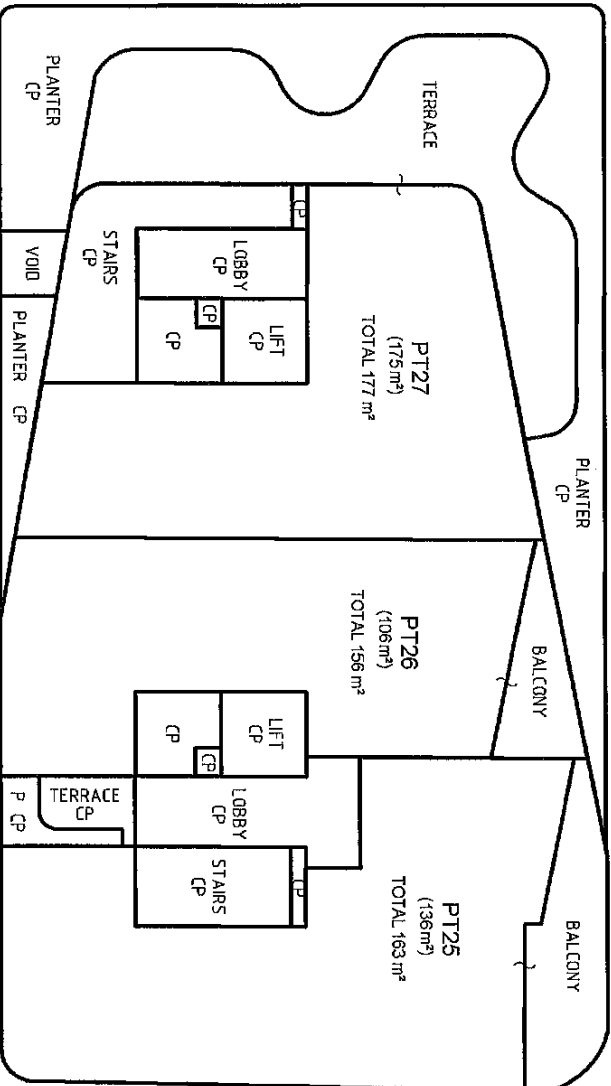 PLANTER
CP
TERRACE
CP
STAIRS
CP
LOBBY
CP
VOID
CP
CP
LIFT
CP
PLANTER CP
PT27
(175m²)
TOTAL 177 m²
PLANTER
CP
PT26
(106m²)
TOTAL 156 m²
BALCONY
CP
CP
LIFT
CP
P CP
TERRACE
CP
LOBBY
CP
STAIRS
CP
CP
PT25
(136m²)
TOTAL 163 m²
BALCONY